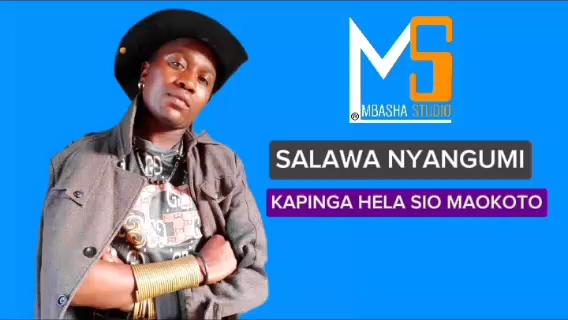 MS
® MBASHA STUDIO
SALAWA NYANGUMI
KAPINGA HELA SIO MAOKOTO